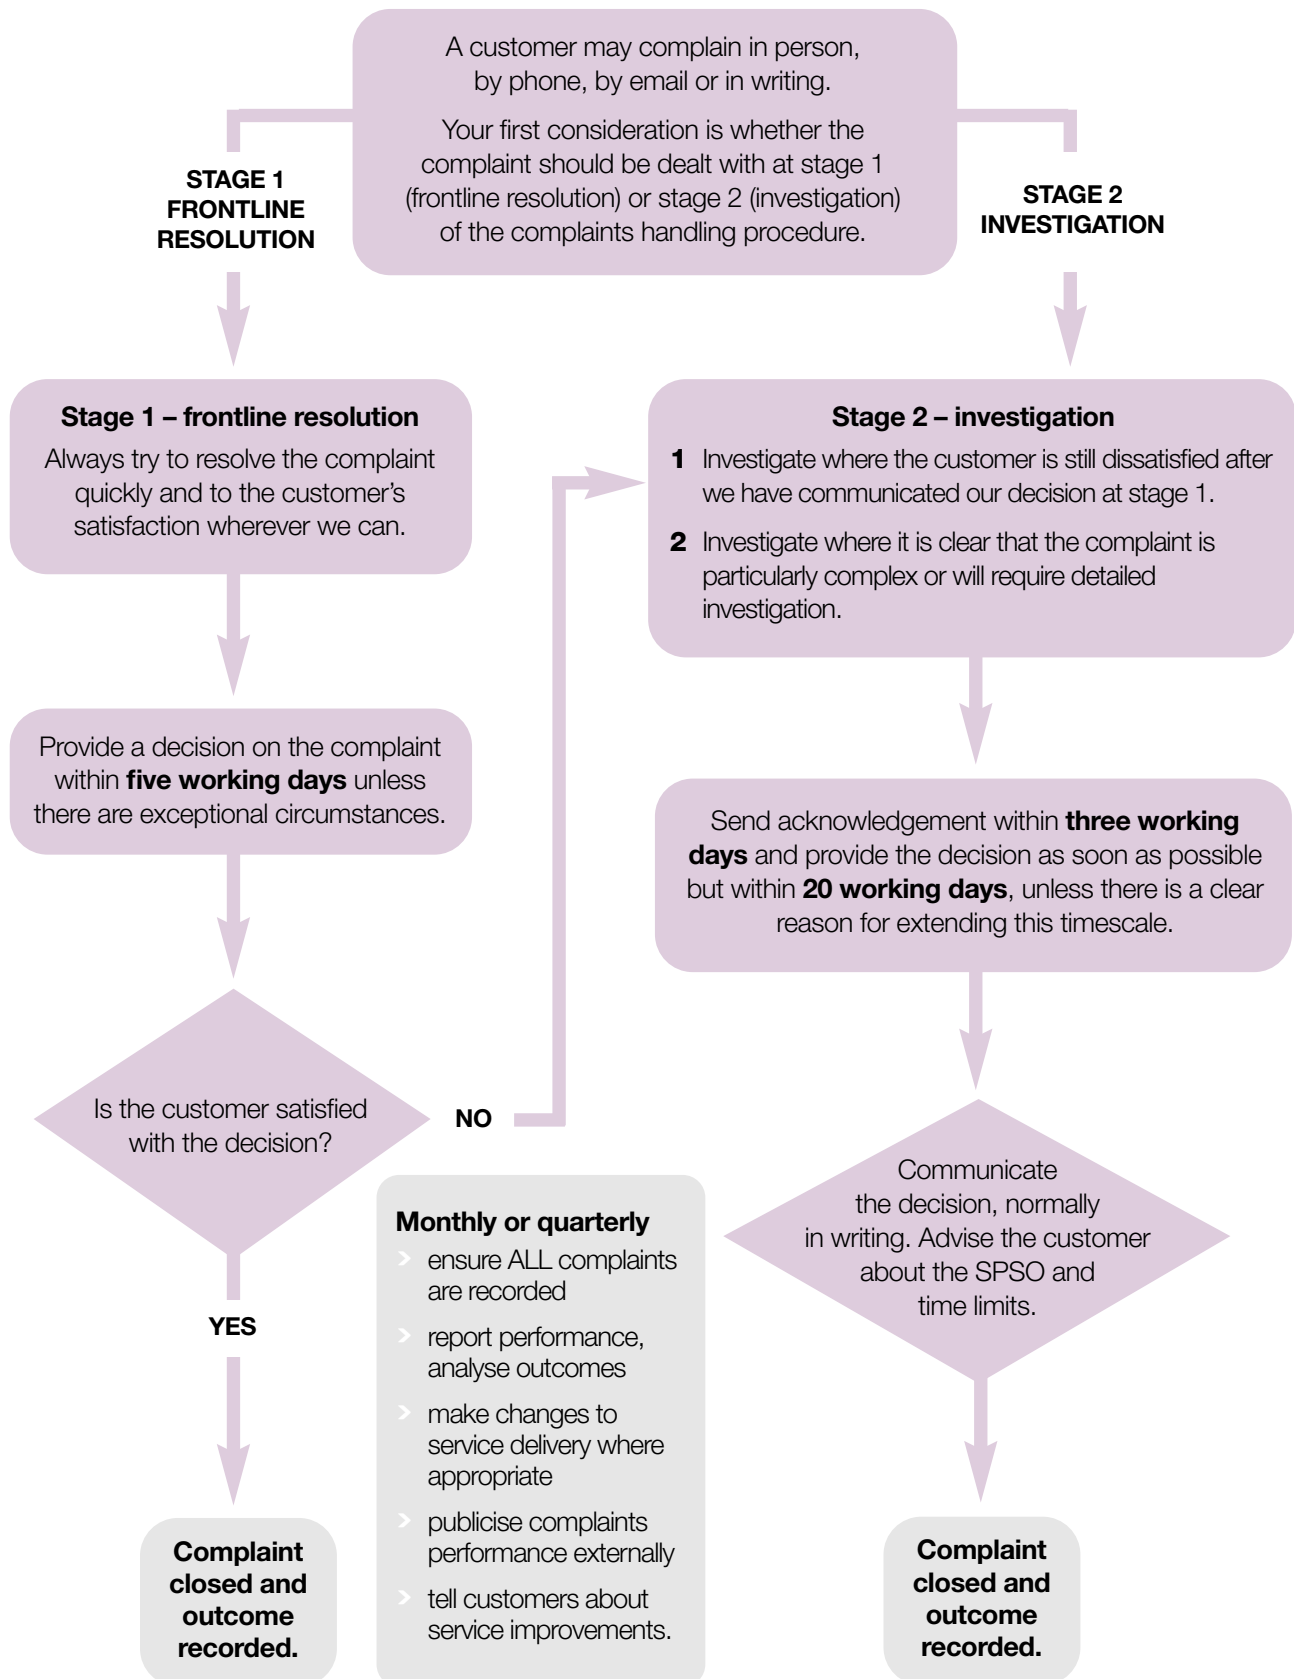 A customer may complain in person,
by phone, by email or in writing.
Your first consideration is whether the
complaint should be dealt with at stage 1
(frontline resolution) or stage 2 (investigation)
of the complaints handling procedure.
STAGE 1
FRONTLINE
RESOLUTION
STAGE 2
INVESTIGATION
Stage 1 – frontline resolution
Always try to resolve the complaint
quickly and to the customer's
satisfaction wherever we can.
Stage 2 – investigation
1 Investigate where the customer is still dissatisfied after
we have communicated our decision at stage 1.
2 Investigate where it is clear that the complaint is
particularly complex or will require detailed
investigation.
Provide a decision on the complaint
within five working days unless
there are exceptional circumstances.
Send acknowledgement within three working
days and provide the decision as soon as possible
but within 20 working days, unless there is a clear
reason for extending this timescale.
Is the customer satisfied
with the decision?
NO
YES
Communicate
the decision, normally
in writing. Advise the customer
about the SPSO and
time limits.
Monthly or quarterly
> ensure ALL complaints
are recorded
> report performance,
analyse outcomes
> make changes to
service delivery where
appropriate
> publicise complaints
performance externally
> tell customers about
service improvements.
Complaint
closed and
outcome
recorded.
Complaint
closed and
outcome
recorded.